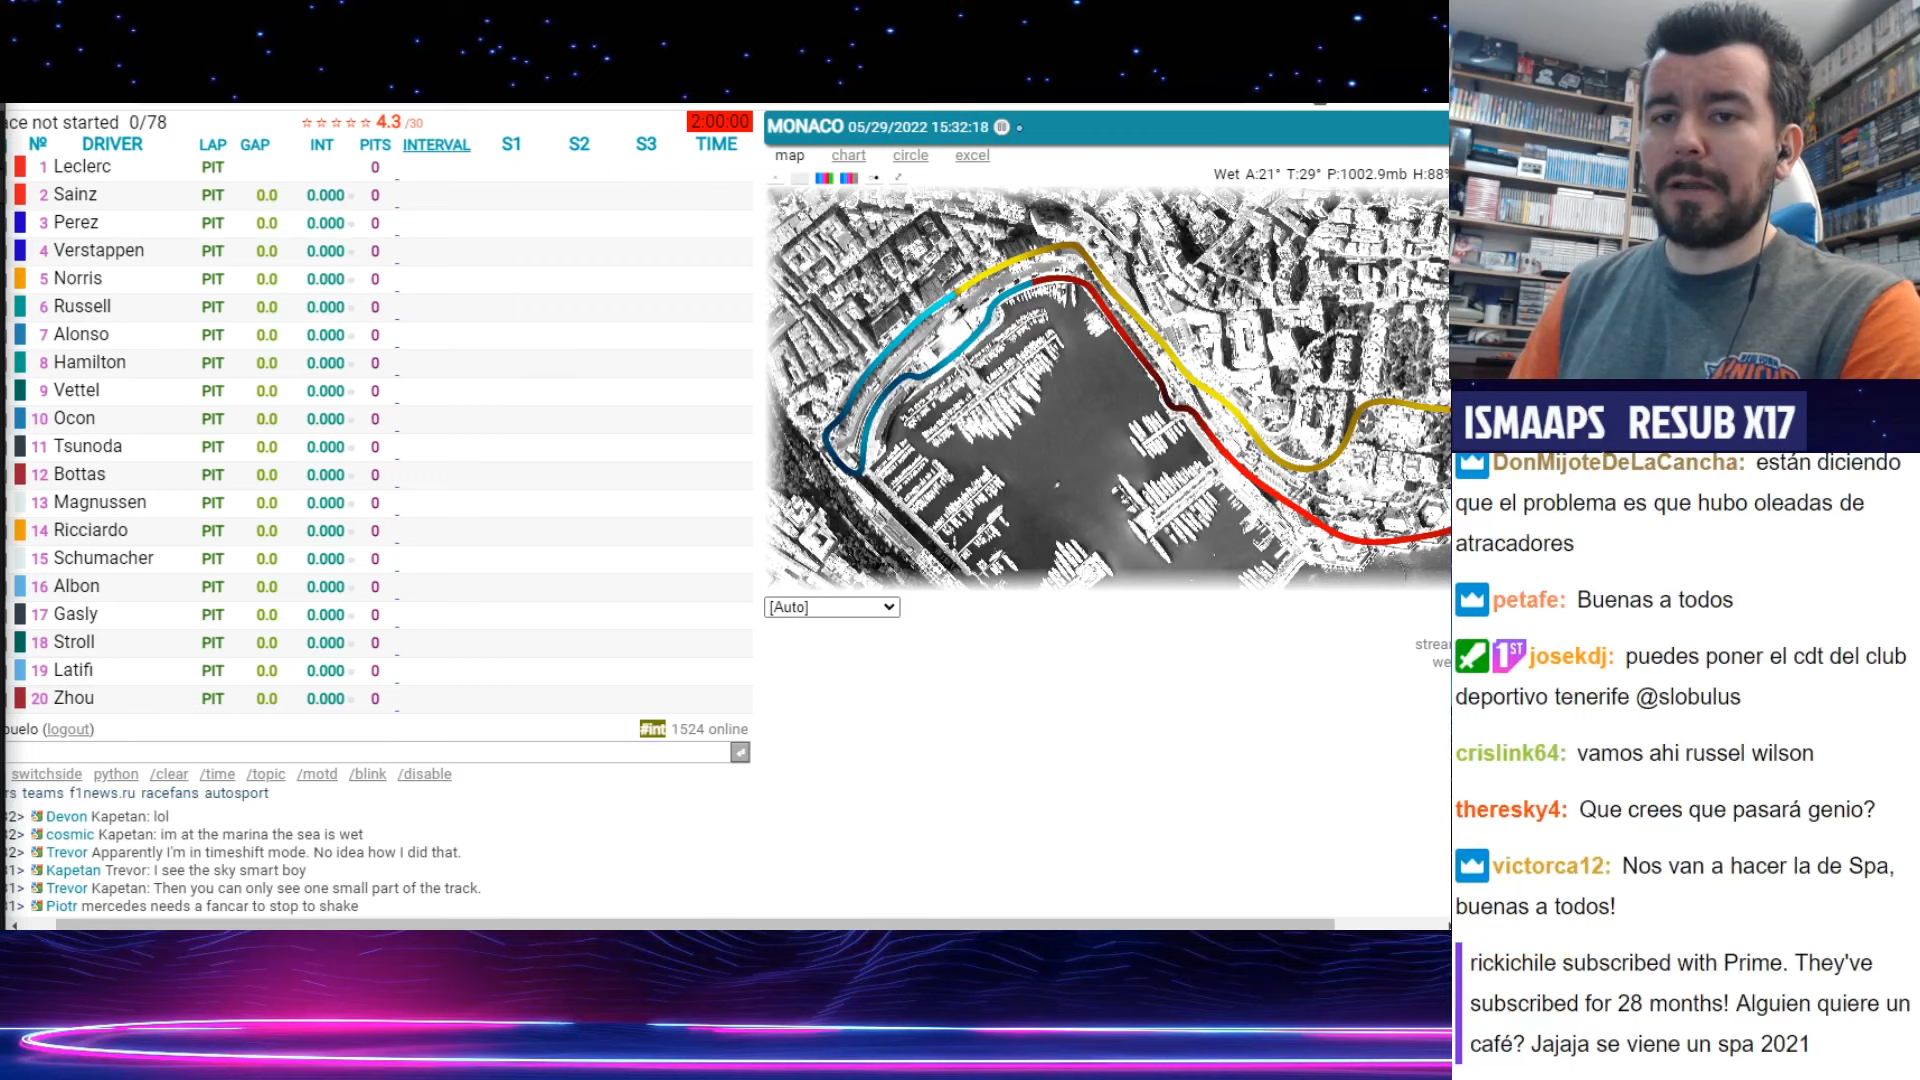 ace not started 0/78
☆☆☆☆☆ 4.3 /30
2:00:00
Nº DRIVER LAP GAP INT PITS INTERVAL S1 S2 S3 TIME
1 Leclerc PIT 0
2 Sainz PIT 0.0 0.000 0
3 Perez PIT 0.0 0.000 0
4 Verstappen PIT 0.0 0.000 0
5 Norris PIT 0.0 0.000 0
6 Russell PIT 0.0 0.000 0
7 Alonso PIT 0.0 0.000 0
8 Hamilton PIT 0.0 0.000 0
9 Vettel PIT 0.0 0.000 0
10 Ocon PIT 0.0 0.000 0
11 Tsunoda PIT 0.0 0.000 0
12 Bottas PIT 0.0 0.000 0
13 Magnussen PIT 0.0 0.000 0
14 Ricciardo PIT 0.0 0.000 0
15 Schumacher PIT 0.0 0.000 0
16 Albon PIT 0.0 0.000 0
17 Gasly PIT 0.0 0.000 0
18 Stroll PIT 0.0 0.000 0
19 Latifi PIT 0.0 0.000 0
20 Zhou PIT 0.0 0.000 0
buelo (logout)
#int 1524 online
switchside python /clear /time /topic /motd /blink /disable
rs teams f1news.ru racefans autosport
32> Devon Kapetan: lol
32> cosmic Kapetan: im at the marina the sea is wet
32> Trevor Apparently I'm in timeshift mode. No idea how I did that.
31> Kapetan Trevor: I see the sky smart boy
31> Trevor Kapetan: Then you can only see one small part of the track.
31> Piotr mercedes needs a fancar to stop to shake
MONACO 05/29/2022 15:32:18
map chart circle excel
Wet A:21° T:29° P:1002.9mb H:88%
[Auto]
strea
we
NEW YORK
KNICKS
ISMAAPS RESUB X17
DonMijoteDeLaCancha: están diciendo
que el problema es que hubo oleadas de
atracadores
petafe: Buenas a todos
1ST josekdj: puedes poner el cdt del club
deportivo tenerife @slobulus
crislink64: vamos ahi russel wilson
theresky4: Que crees que pasará genio?
victorca12: Nos van a hacer la de Spa,
buenas a todos!
rickichile subscribed with Prime. They've
subscribed for 28 months! Alguien quiere un
café? Jajaja se viene un spa 2021